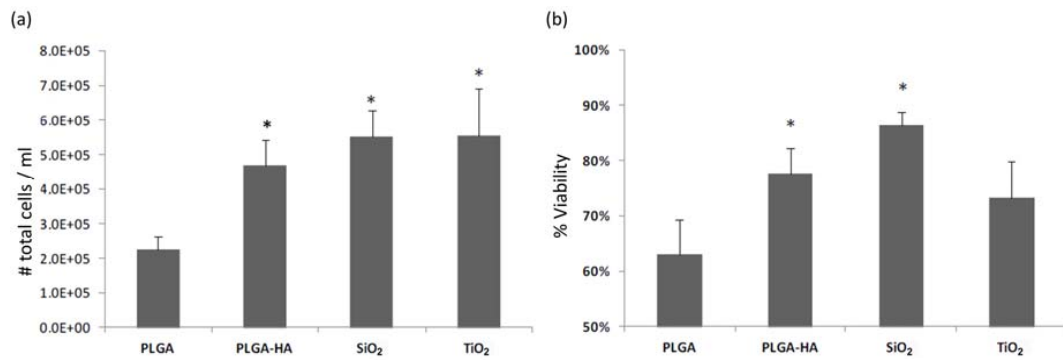 (a)
# total cells / ml
8.0E+05
7.0E+05
6.0E+05
5.0E+05
4.0E+05
3.0E+05
2.0E+05
1.0E+05
0.0E+00
*
*
*
PLGA PLGA-HA SiO₂ TiO₂
(b)
% Viability
100%
90%
80%
70%
60%
50%
*
*
PLGA PLGA-HA SiO₂ TiO₂